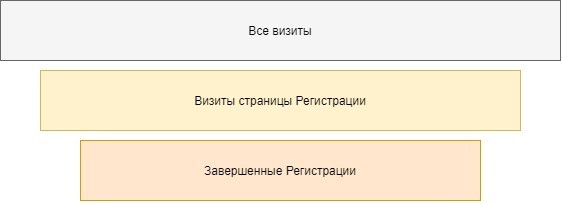 Все визиты
Визиты страницы Регистрации
Завершенные Регистрации